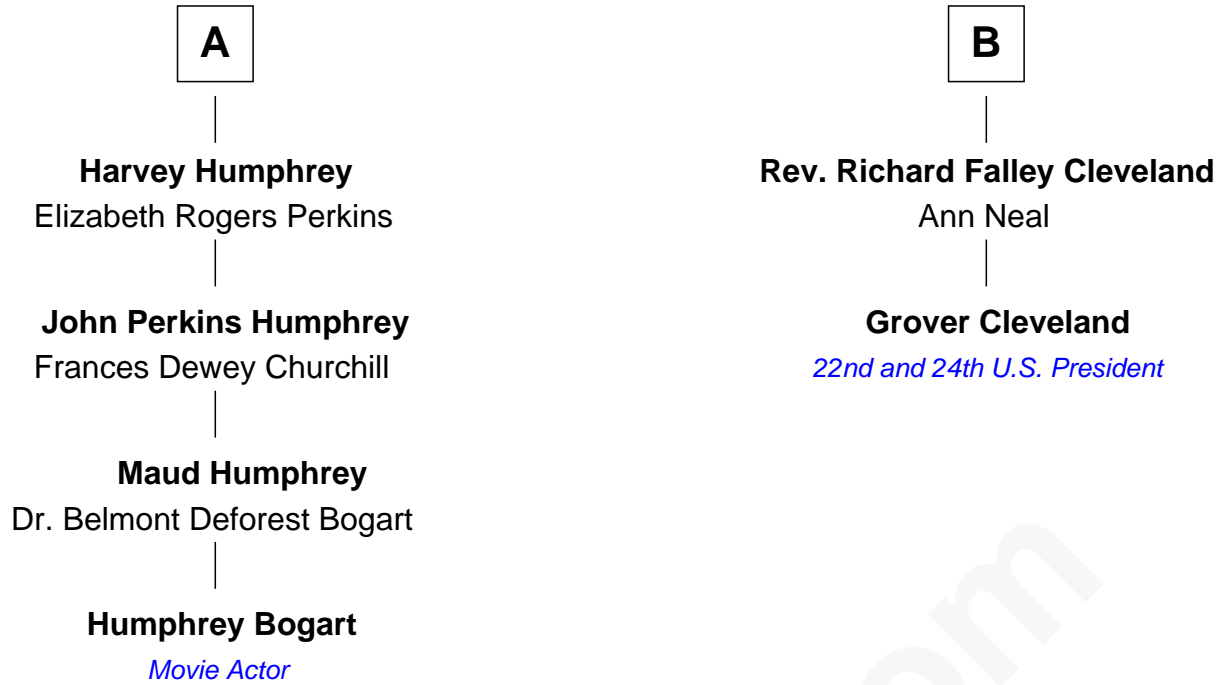 A
Harvey Humphrey
Elizabeth Rogers Perkins
John Perkins Humphrey
Frances Dewey Churchill
Maud Humphrey
Dr. Belmont Deforest Bogart
Humphrey Bogart
Movie Actor
B
Rev. Richard Falley Cleveland
Ann Neal
Grover Cleveland
22nd and 24th U.S. President
om